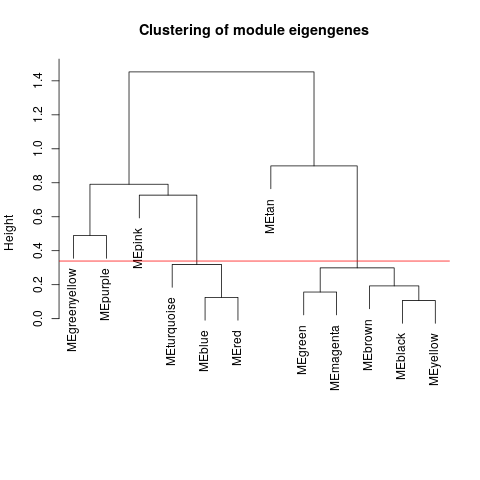 Clustering of module eigengenes
Height
1.4
1.2
1.0
0.8
0.6
0.4
0.2
0.0
MEgreenyellow
MEpurple
MEpink
MEturquoise
MEblue
MEred
MEtan
MEgreen
MEmagenta
MEbrown
MEblack
MEyellow